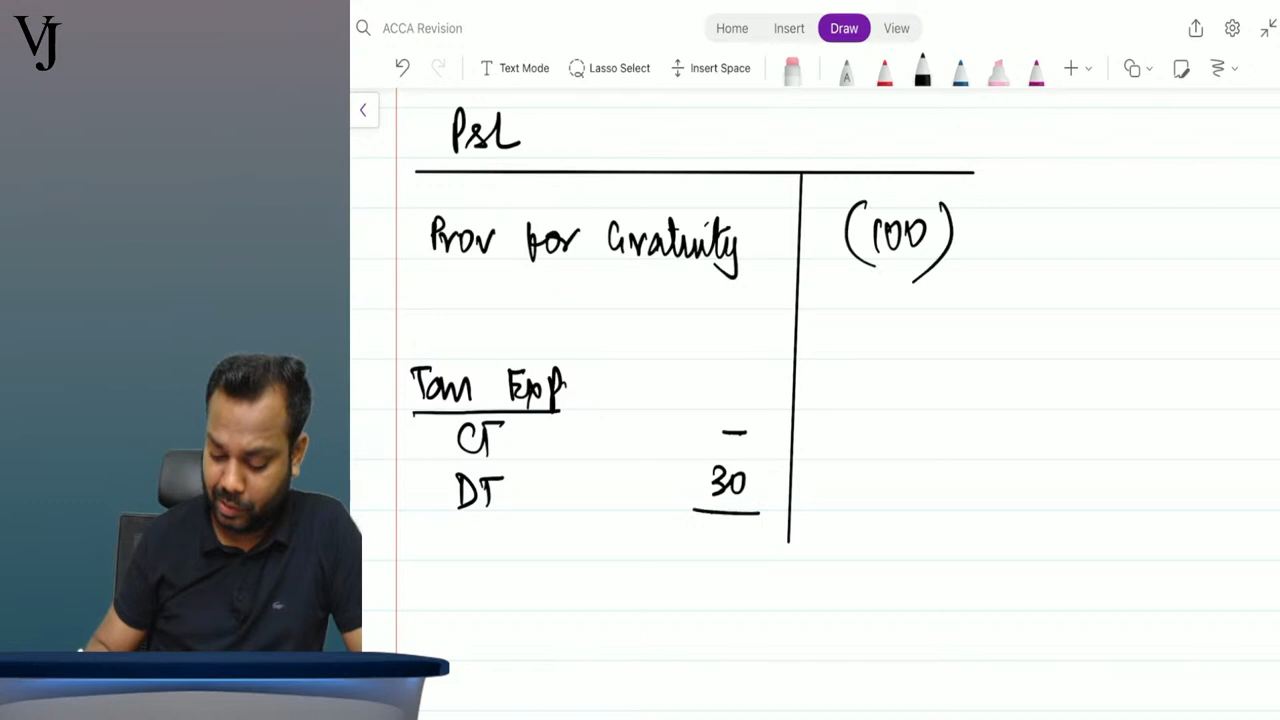 VJ
ACCA Revision
Home Insert Draw View
Text Mode Lasso Select Insert Space
A
P&L
Prov for Gratuity (100)
Tax Exp
CT –
DT 30